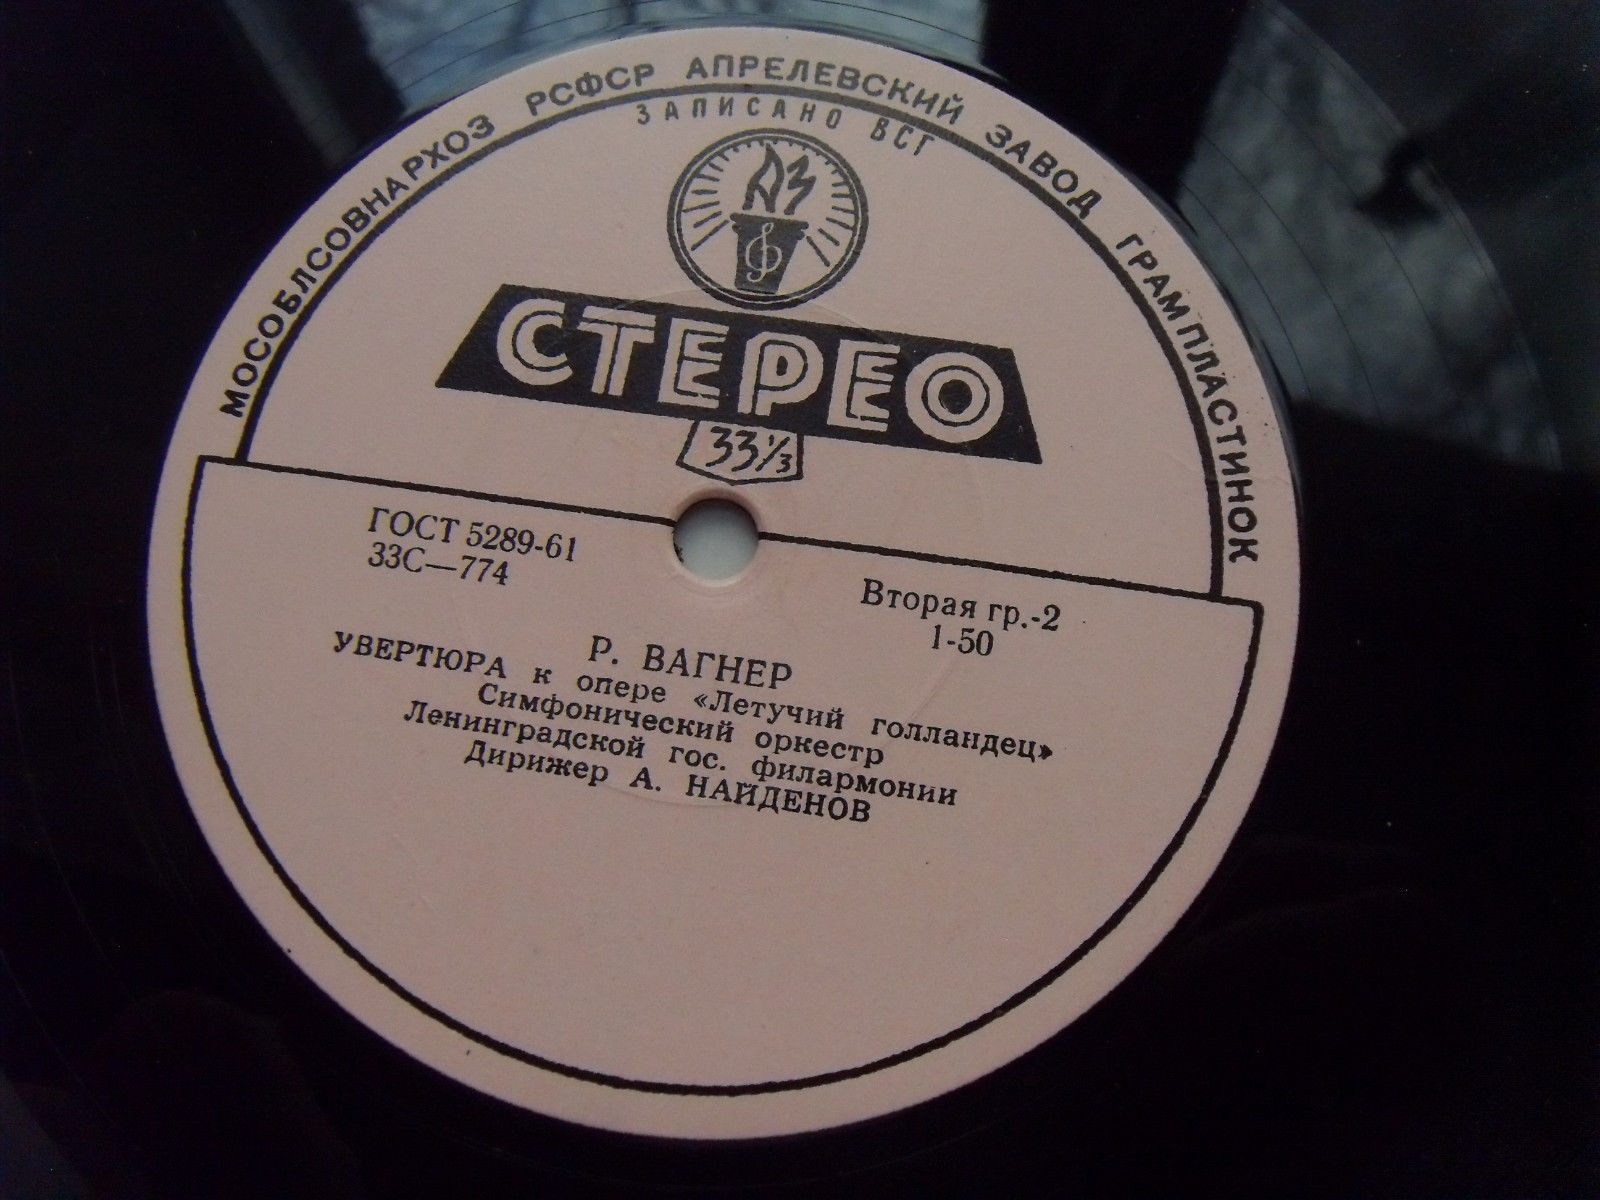 МОСОБЛСОВНАРХОЗ РСФСР АПРЕЛЕВСКИЙ ЗАВОД ГРАМПЛАСТИНОК
ЗАПИСАНО ВСГ
АЗ
СТЕРЕО
33⅓
ГОСТ 5289-61
33С—774
Вторая гр.-2
1-50
Р. ВАГНЕР
УВЕРТЮРА к опере «Летучий голландец»
Симфонический оркестр
Ленинградской гос. филармонии
Дирижер А. НАЙДЕНОВ